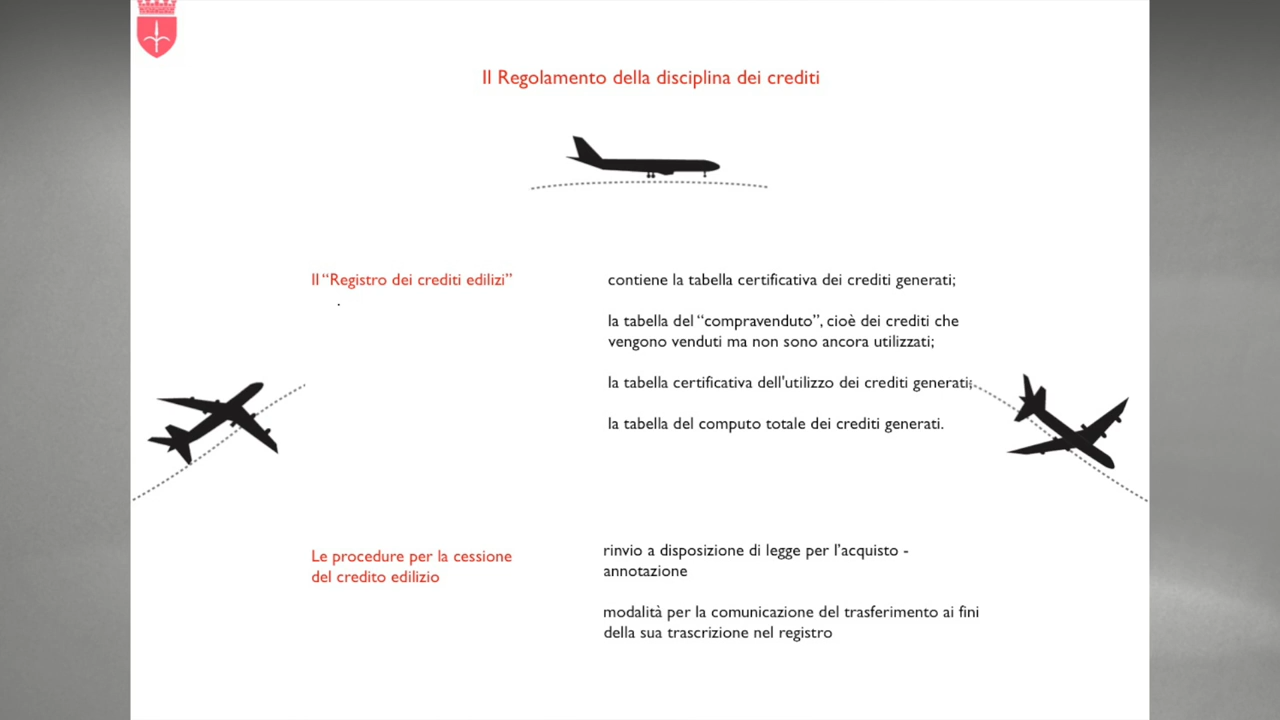 Il Regolamento della disciplina dei crediti
Il “Registro dei crediti edilizi”
.
contiene la tabella certificativa dei crediti generati;
la tabella del “compravenduto”, cioè dei crediti che
vengono venduti ma non sono ancora utilizzati;
la tabella certificativa dell'utilizzo dei crediti generati;
la tabella del computo totale dei crediti generati.
Le procedure per la cessione
del credito edilizio
rinvio a disposizione di legge per l’acquisto -
annotazione
modalità per la comunicazione del trasferimento ai fini
della sua trascrizione nel registro